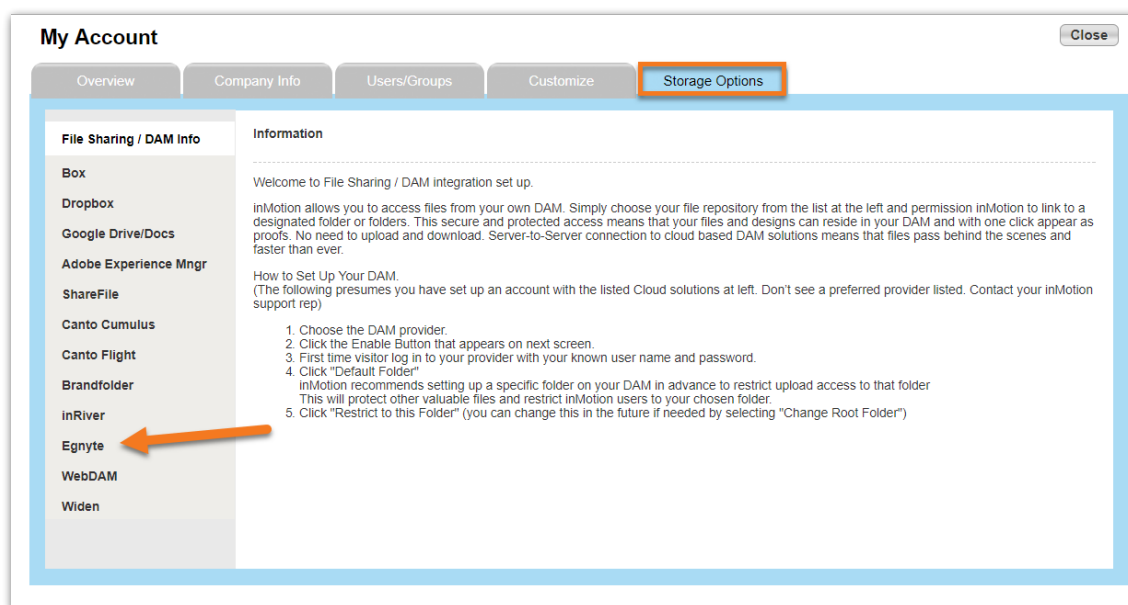 My Account
Close
Overview
Company Info
Users/Groups
Customize
Storage Options
File Sharing / DAM Info
Box
Dropbox
Google Drive/Docs
Adobe Experience Mngr
ShareFile
Canto Cumulus
Canto Flight
Brandfolder
inRiver
Egnyte
WebDAM
Widen
Information
Welcome to File Sharing / DAM integration set up.
inMotion allows you to access files from your own DAM. Simply choose your file repository from the list at the left and permission inMotion to link to a
designated folder or folders. This secure and protected access means that your files and designs can reside in your DAM and with one click appear as
proofs. No need to upload and download. Server-to-Server connection to cloud based DAM solutions means that files pass behind the scenes and
faster than ever.
How to Set Up Your DAM.
(The following presumes you have set up an account with the listed Cloud solutions at left. Don't see a preferred provider listed. Contact your inMotion
support rep)
1. Choose the DAM provider.
2. Click the Enable Button that appears on next screen.
3. First time visitor log in to your provider with your known user name and password.
4. Click "Default Folder"
inMotion recommends setting up a specific folder on your DAM in advance to restrict upload access to that folder
This will protect other valuable files and restrict inMotion users to your chosen folder.
5. Click "Restrict to this Folder" (you can change this in the future if needed by selecting "Change Root Folder")